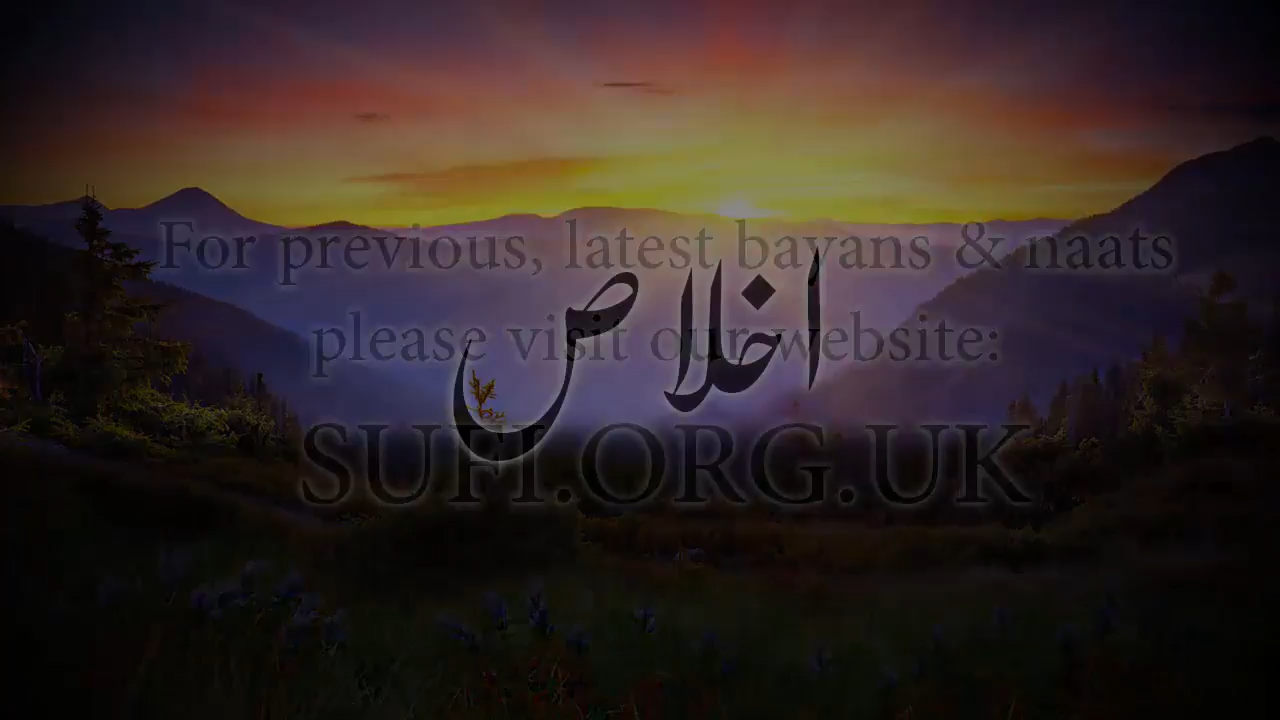 For previous, latest bayans & naats
اخلاص
please visit our website:
SUFI.ORG.UK